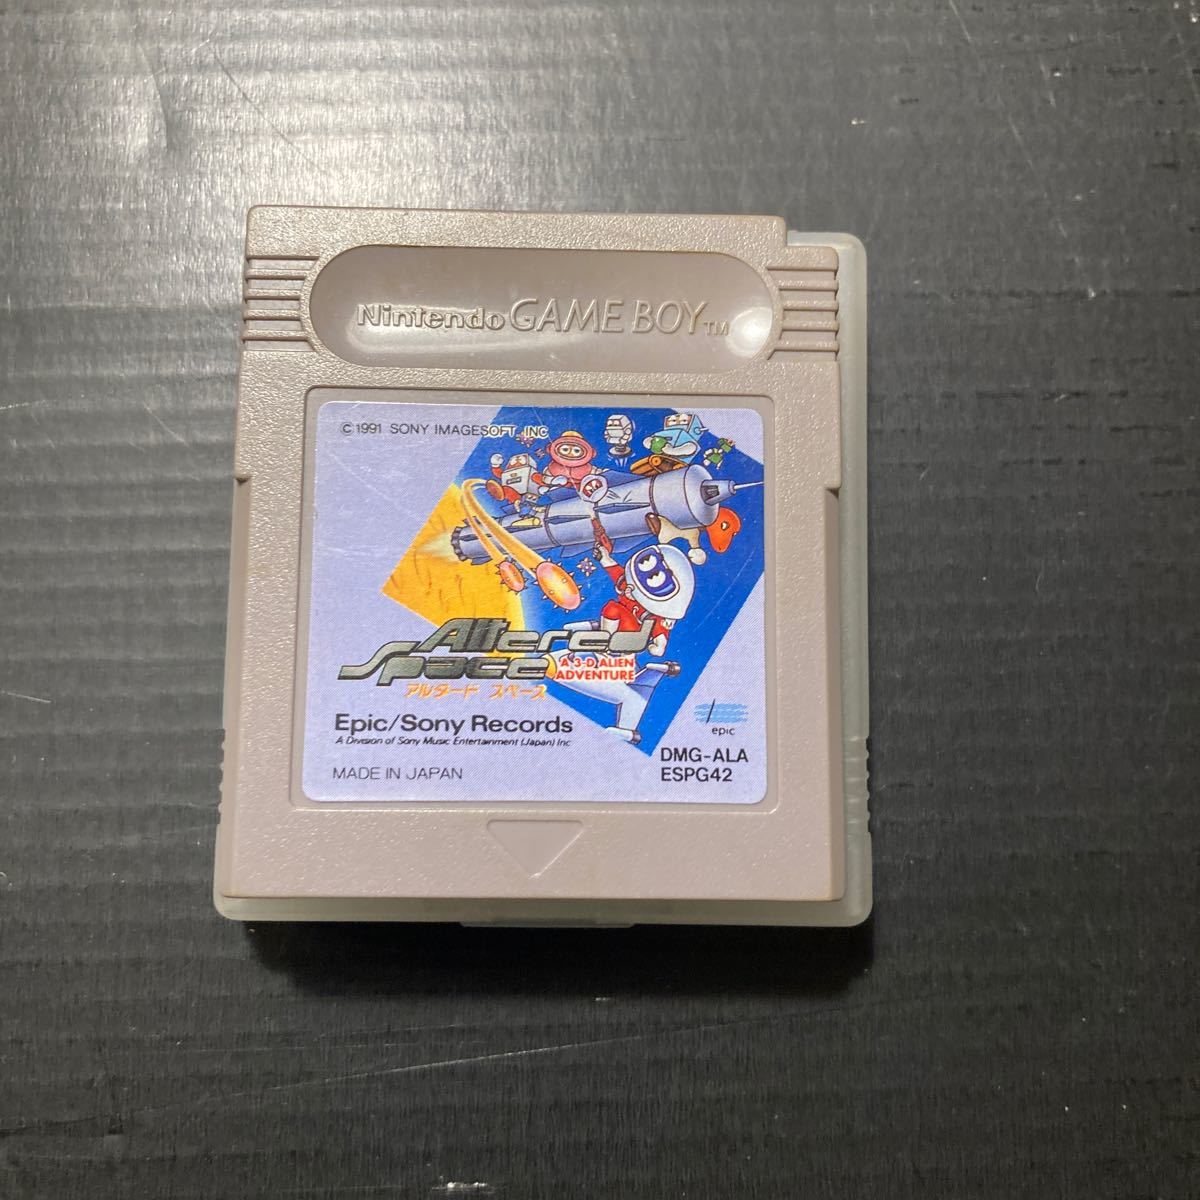 Nintendo GAME BOY TM
© 1991 SONY IMAGESOFT, INC
Altered
Space
A 3-D ALIEN
ADVENTURE
アルタード スペース
Epic/Sony Records
A Division of Sony Music Entertainment (Japan) Inc
epic
MADE IN JAPAN
DMG-ALA
ESPG42